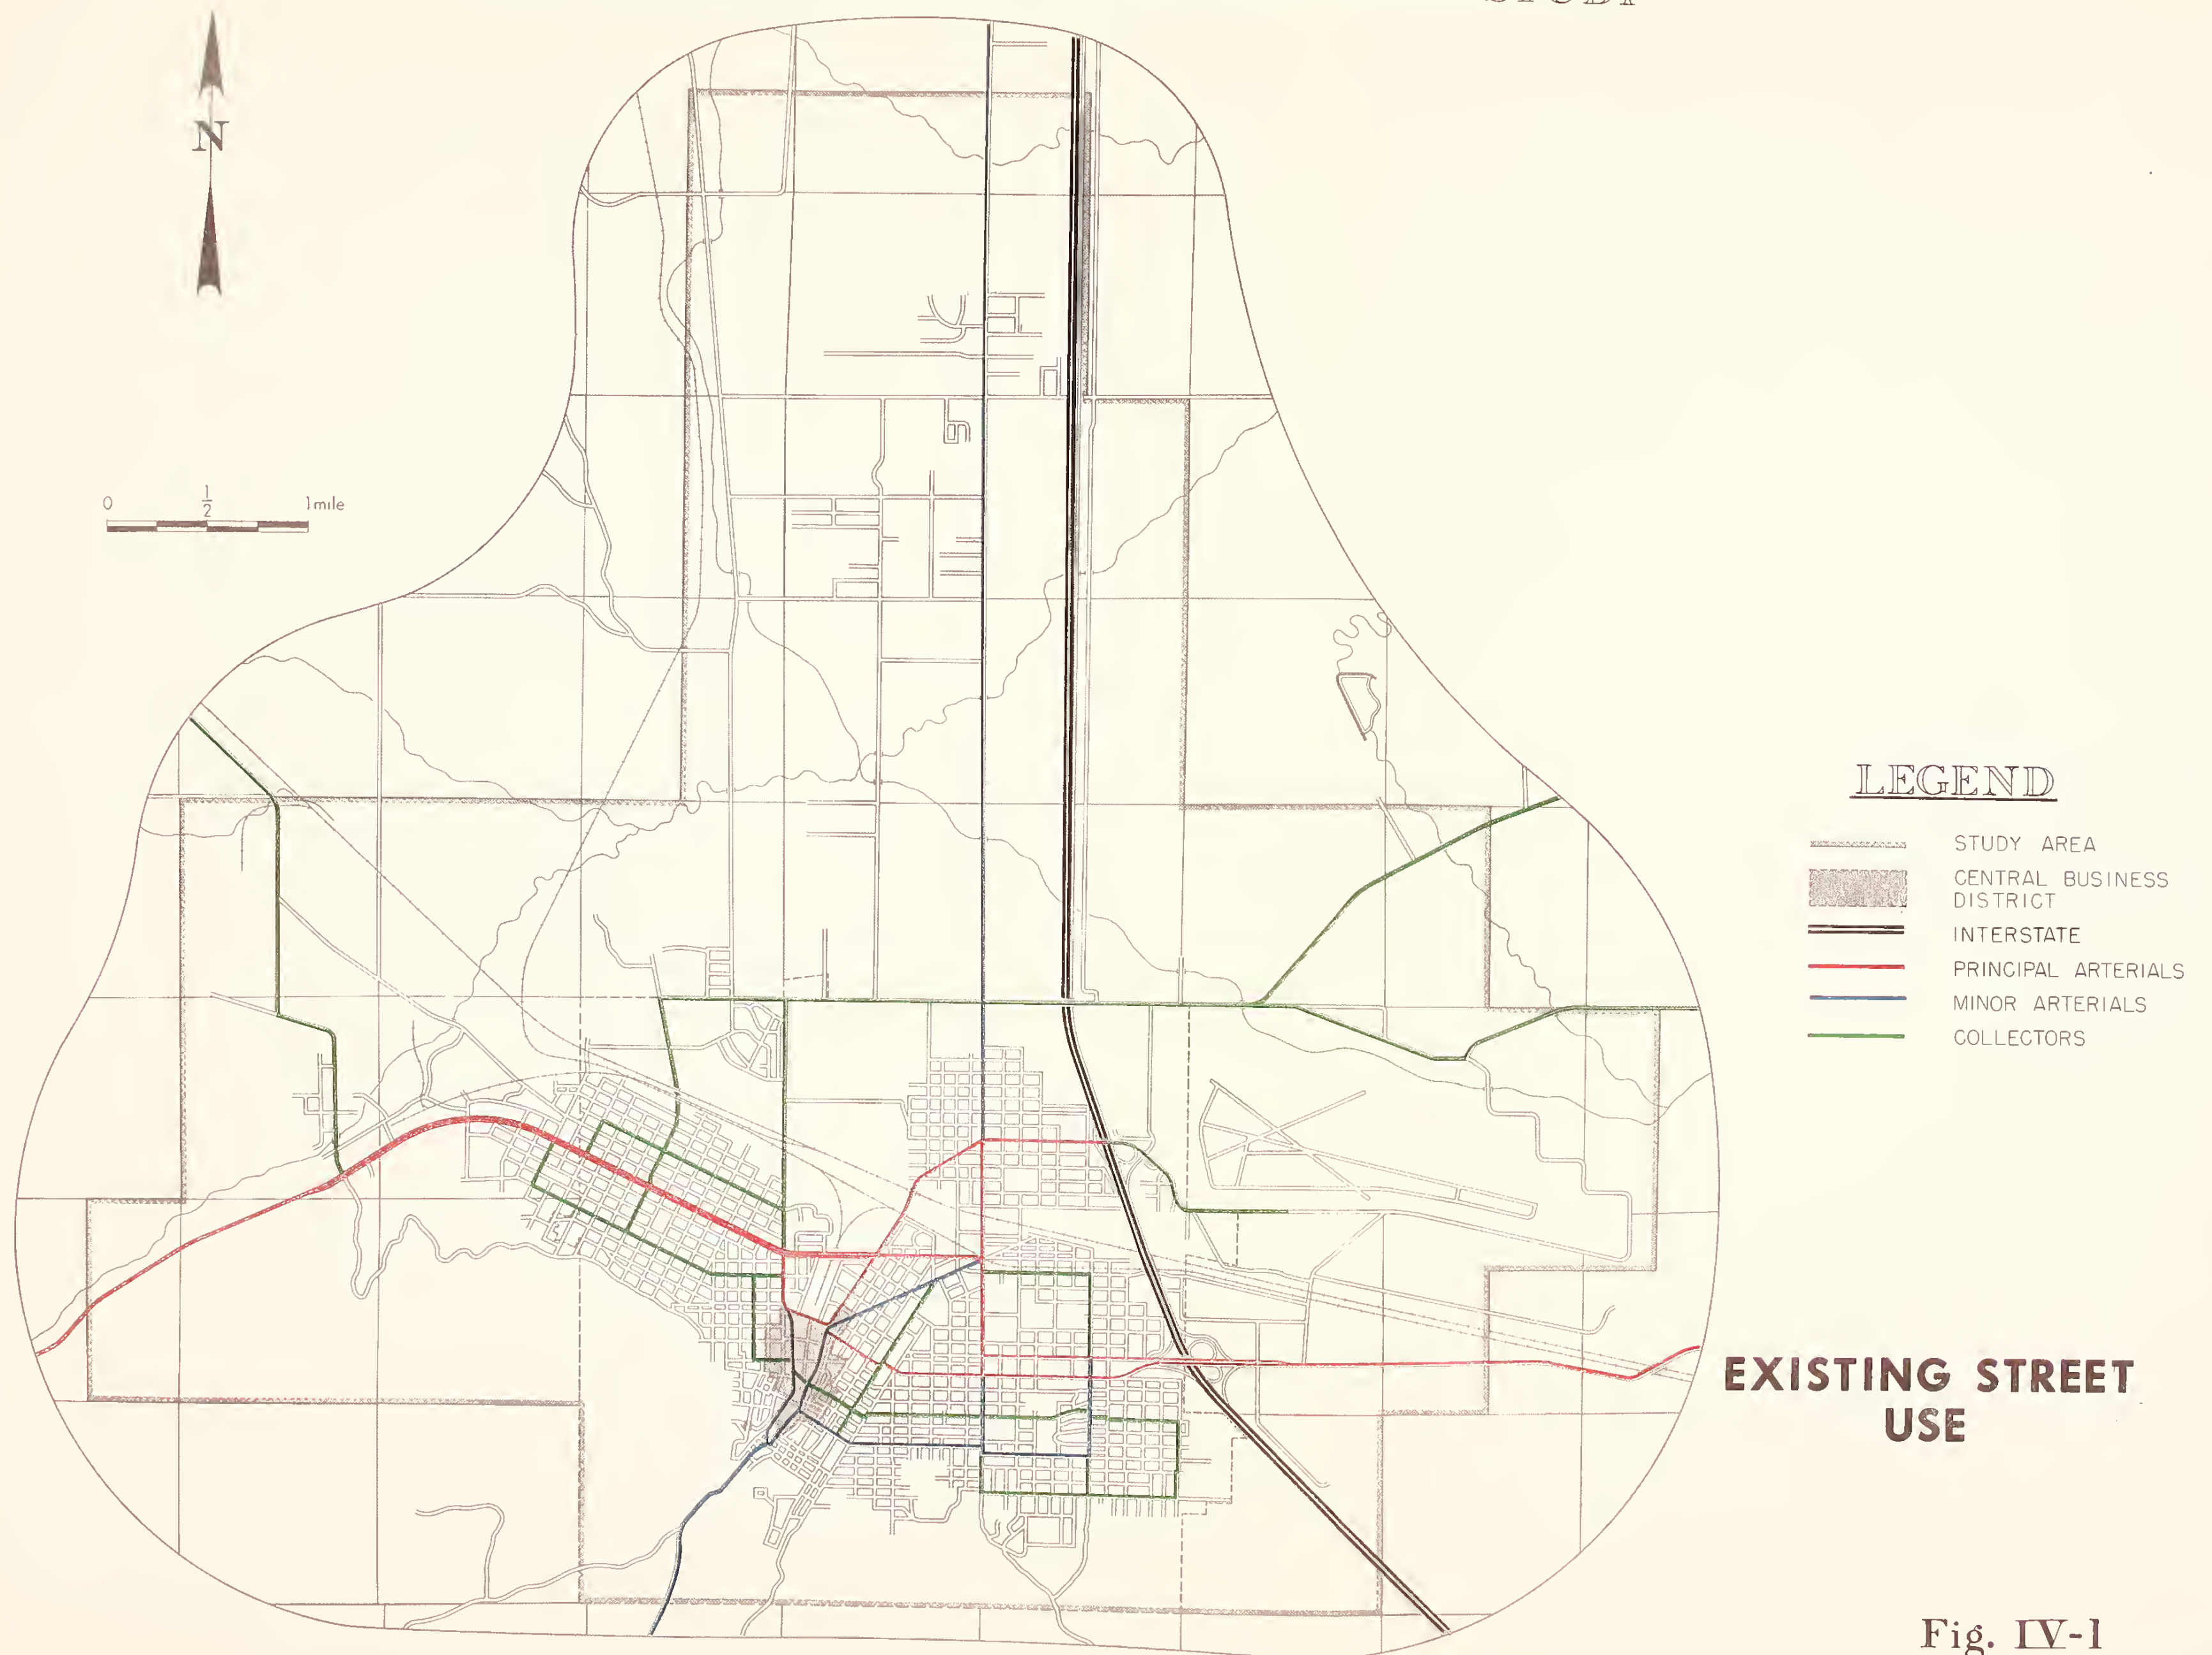 STUDY
N
0 1/2 1 mile
LEGEND
STUDY AREA
CENTRAL BUSINESS
DISTRICT
INTERSTATE
PRINCIPAL ARTERIALS
MINOR ARTERIALS
COLLECTORS
EXISTING STREET
USE
Fig. IV-1